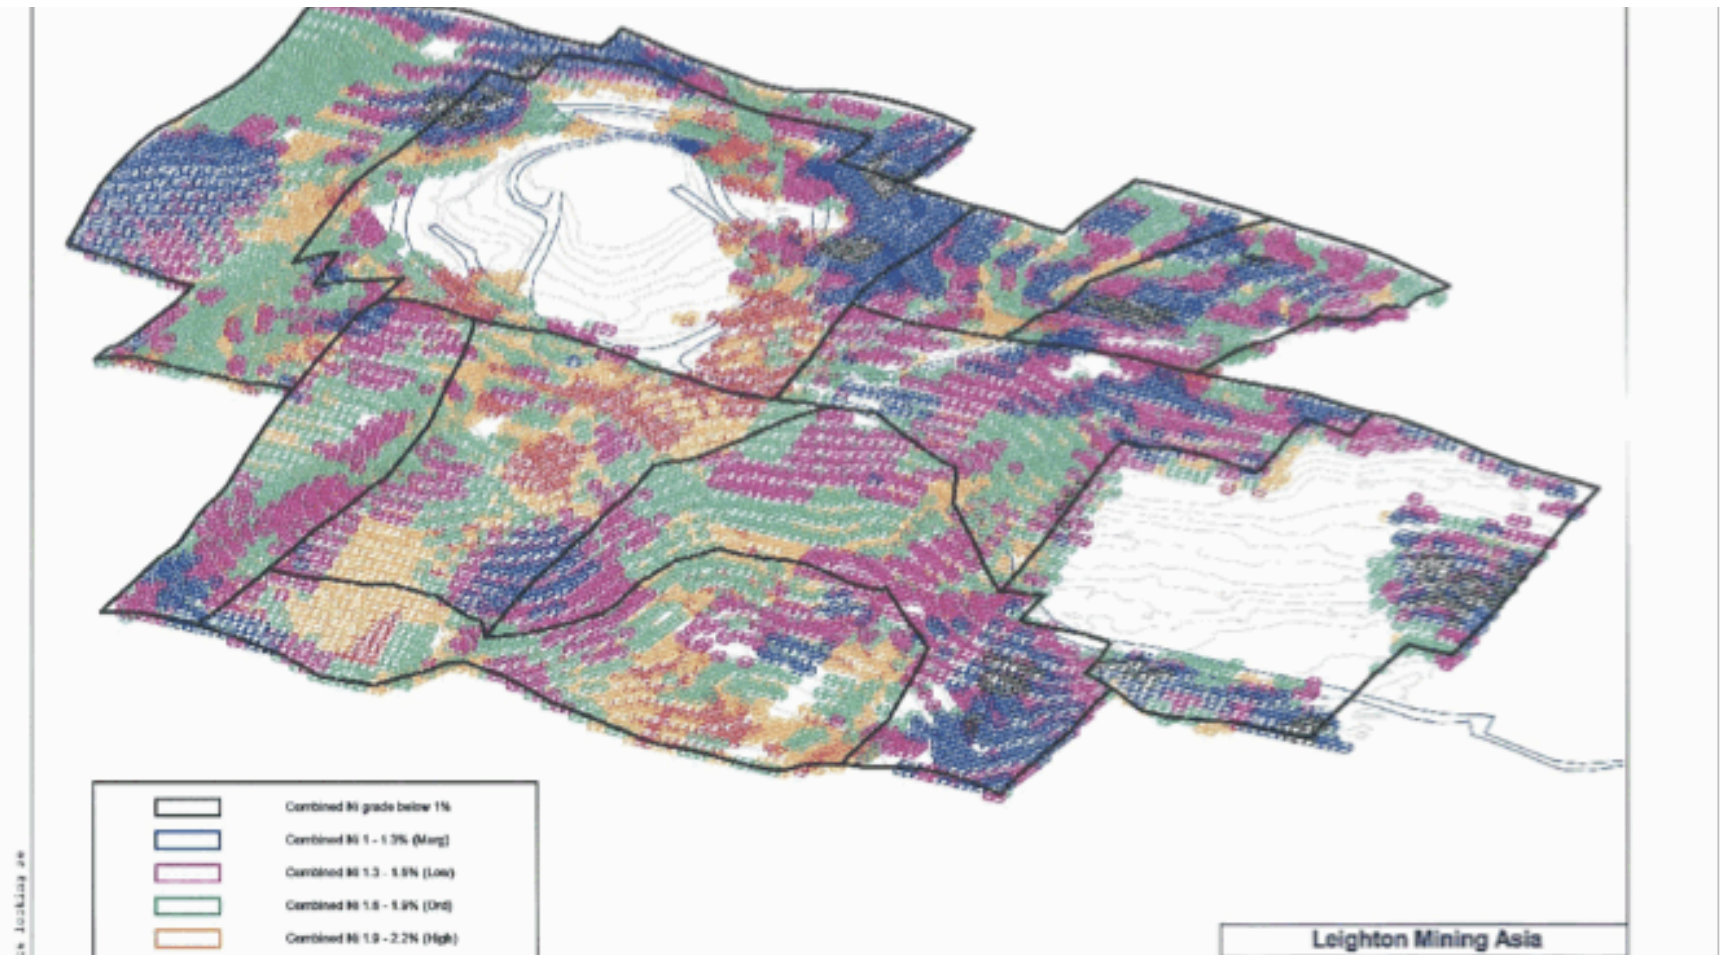 Combined Ni grade below 1%
Combined Ni 1 - 1.3% (Marg)
Combined Ni 1.3 - 1.6% (Low)
Combined Ni 1.6 - 1.9% (Ord)
Combined Ni 1.9 - 2.2% (High)
Leighton Mining Asia
looking